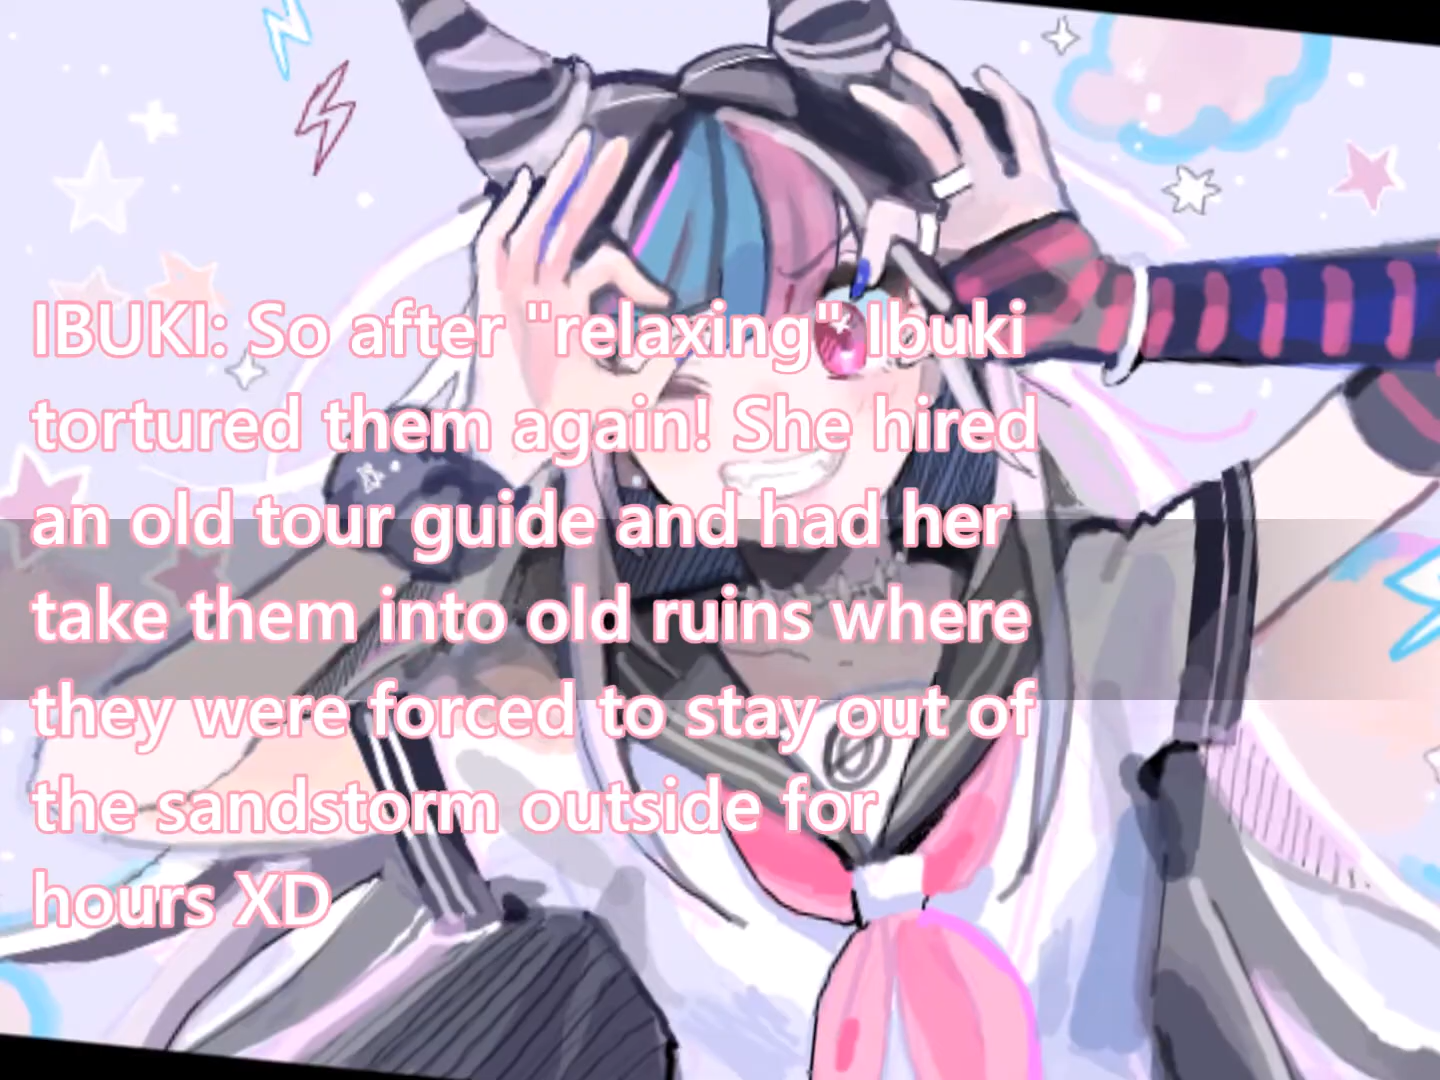 IBUKI: So after "relaxing" Ibuki
tortured them again! She hired
an old tour guide and had her
take them into old ruins where
they were forced to stay out of
the sandstorm outside for
hours XD